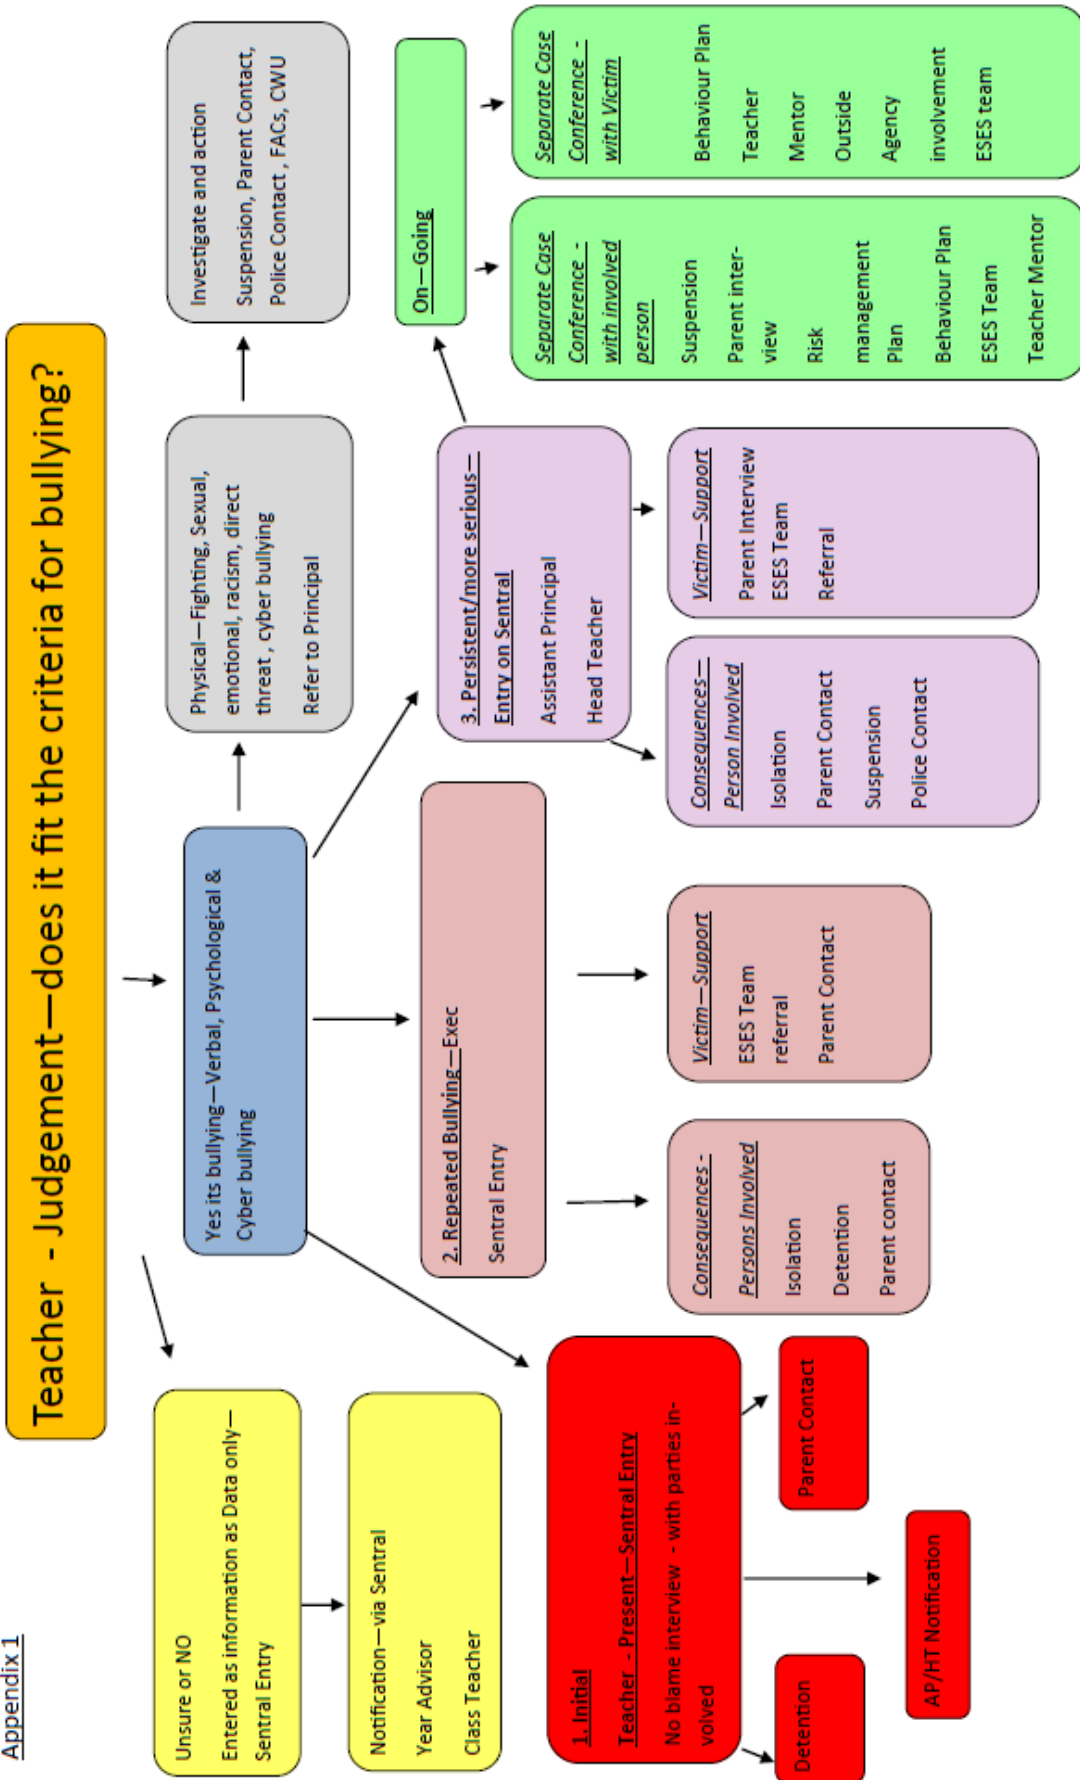 Appendix 1
Teacher - Judgement—does it fit the criteria for bullying?
Unsure or NO
Entered as information as Data only—
Sentral Entry
Notification—via Sentral
Year Advisor
Class Teacher
Yes its bullying—Verbal, Psychological &
Cyber bullying
Physical—Fighting, Sexual,
emotional, racism, direct
threat , cyber bullying
Refer to Principal
Investigate and action
Suspension, Parent Contact,
Police Contact , FACs, CWU
1. Initial
Teacher - Present—Sentral Entry
No blame interview - with parties in-
volved
Detention
AP/HT Notification
Parent Contact
2. Repeated Bullying—Exec
Sentral Entry
Consequences -
Persons Involved
Isolation
Detention
Parent contact
Victim—Support
ESES Team
referral
Parent Contact
3. Persistent/more serious—
Entry on Sentral
Assistant Principal
Head Teacher
Consequences—
Person Involved
Isolation
Parent Contact
Suspension
Police Contact
Victim—Support
Parent Interview
ESES Team
Referral
On—Going
Separate Case
Conference -
with involved
person
Suspension
Parent inter-
view
Risk
management
Plan
Behaviour Plan
ESES Team
Teacher Mentor
Separate Case
Conference -
with Victim
Behaviour Plan
Teacher
Mentor
Outside
Agency
involvement
ESES team